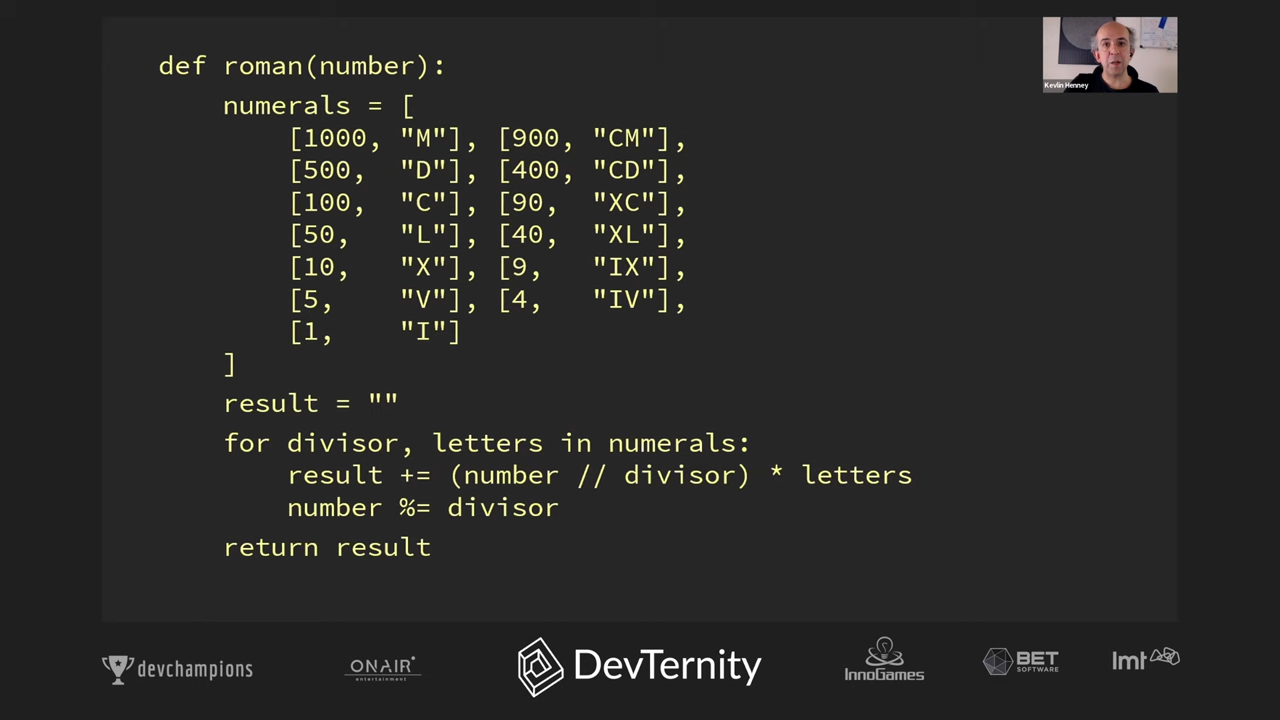 def roman(number):
    numerals = [
        [1000, "M"], [900, "CM"],
        [500,  "D"], [400, "CD"],
        [100,  "C"], [90,  "XC"],
        [50,   "L"], [40,  "XL"],
        [10,   "X"], [9,   "IX"],
        [5,    "V"], [4,   "IV"],
        [1,    "I"]
    ]
    result = ""
    for divisor, letters in numerals:
        result += (number // divisor) * letters
        number %= divisor
    return result
Kevlin Henney
devchampions
ONAIR
entertainment
DevTernity
InnoGames
BET
SOFTWARE
lmt